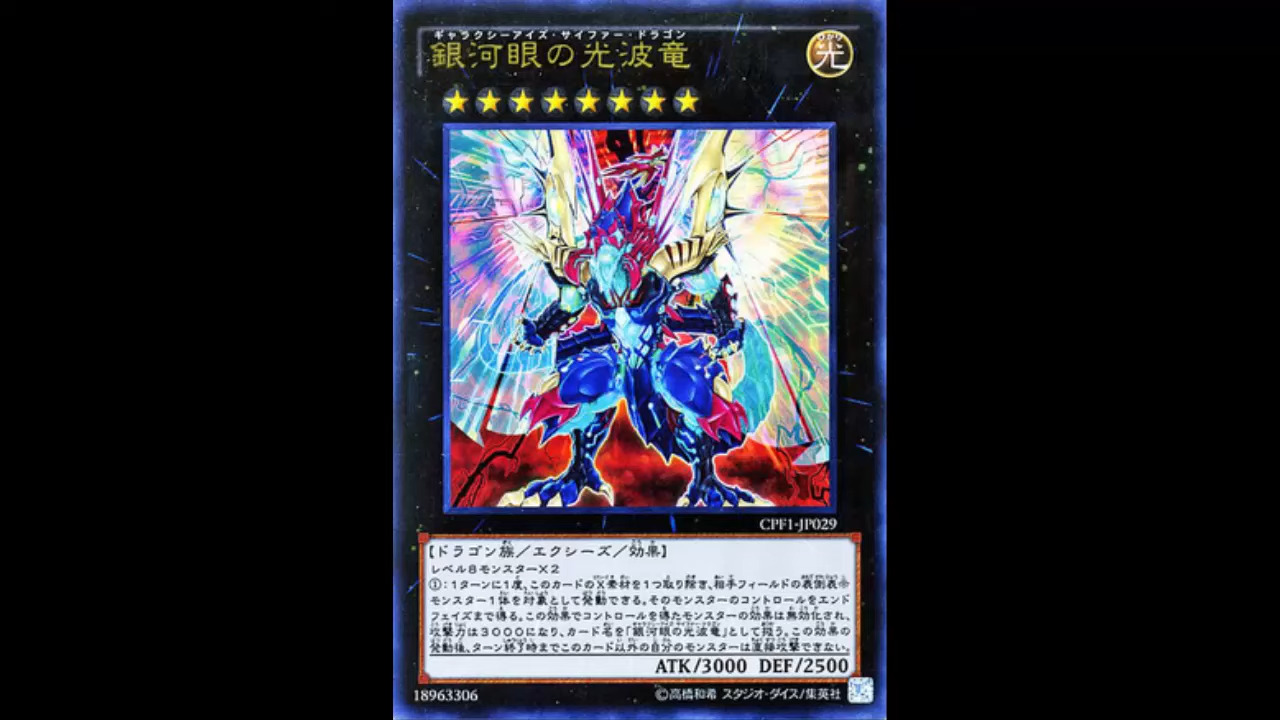 ギャラクシーアイズ・サイファー・ドラゴン
銀河眼の光波竜
ひかり
光
CPF1-JP029
【ドラゴン族／エクシーズ／効果】
レベル8モンスター×2
①：1ターンに1度、このカードのX素材を1つ取り除き、相手フィールドの表側表示
モンスター1体を対象として発動できる。そのモンスターのコントロールをエンド
フェイズまで得る。この効果でコントロールを得たモンスターの効果は無効化され、
攻撃力は3000になり、カード名を「銀河眼の光波竜」として扱う。この効果の
発動後、ターン終了時までこのカード以外の自分のモンスターは直接攻撃できない。
ATK/3000 DEF/2500
18963306
©高橋和希 スタジオ・ダイス/集英社